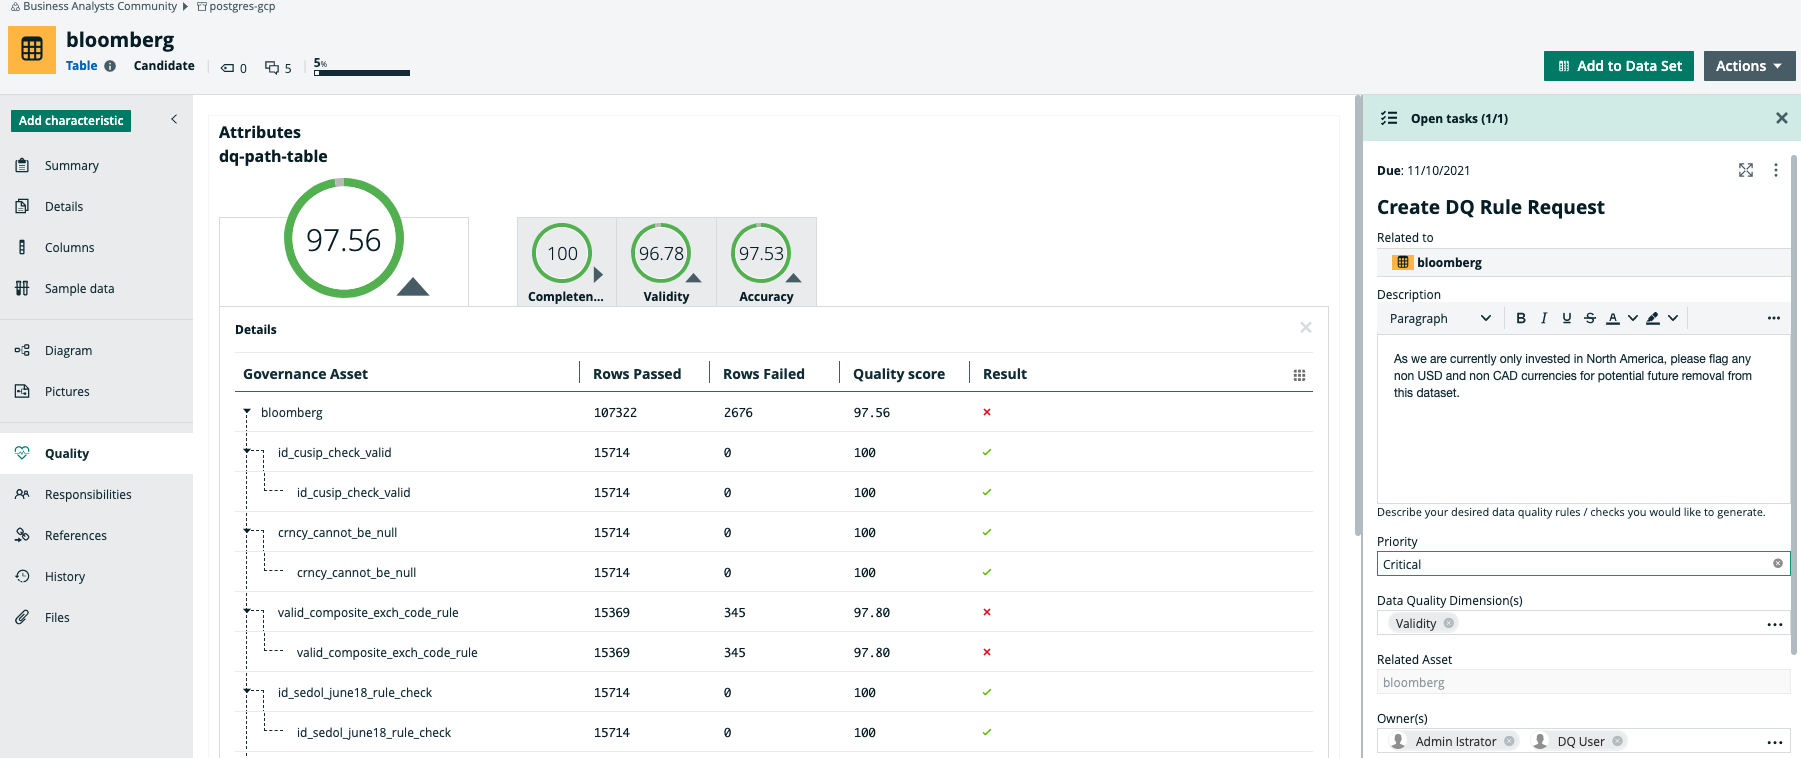 Business Analysts Community postgres-gcp
bloomberg
Table Candidate 0 5 5%
Add to Data Set
Actions
Add characteristic
Summary
Details
Columns
Sample data
Diagram
Pictures
Quality
Responsibilities
References
History
Files
Attributes
dq-path-table
97.56
100
Completen...
96.78
Validity
97.53
Accuracy
Details
Governance Asset Rows Passed Rows Failed Quality score Result
bloomberg 107322 2676 97.56
id_cusip_check_valid 15714 0 100
id_cusip_check_valid 15714 0 100
crncy_cannot_be_null 15714 0 100
crncy_cannot_be_null 15714 0 100
valid_composite_exch_code_rule 15369 345 97.80
valid_composite_exch_code_rule 15369 345 97.80
id_sedol_june18_rule_check 15714 0 100
id_sedol_june18_rule_check 15714 0 100
Open tasks (1/1)
Due: 11/10/2021
Create DQ Rule Request
Related to
bloomberg
Description
Paragraph B I U S A
As we are currently only invested in North America, please flag any
non USD and non CAD currencies for potential future removal from
this dataset.
Describe your desired data quality rules / checks you would like to generate.
Priority
Critical
Data Quality Dimension(s)
Validity
Related Asset
bloomberg
Owner(s)
Admin Istrator DQ User